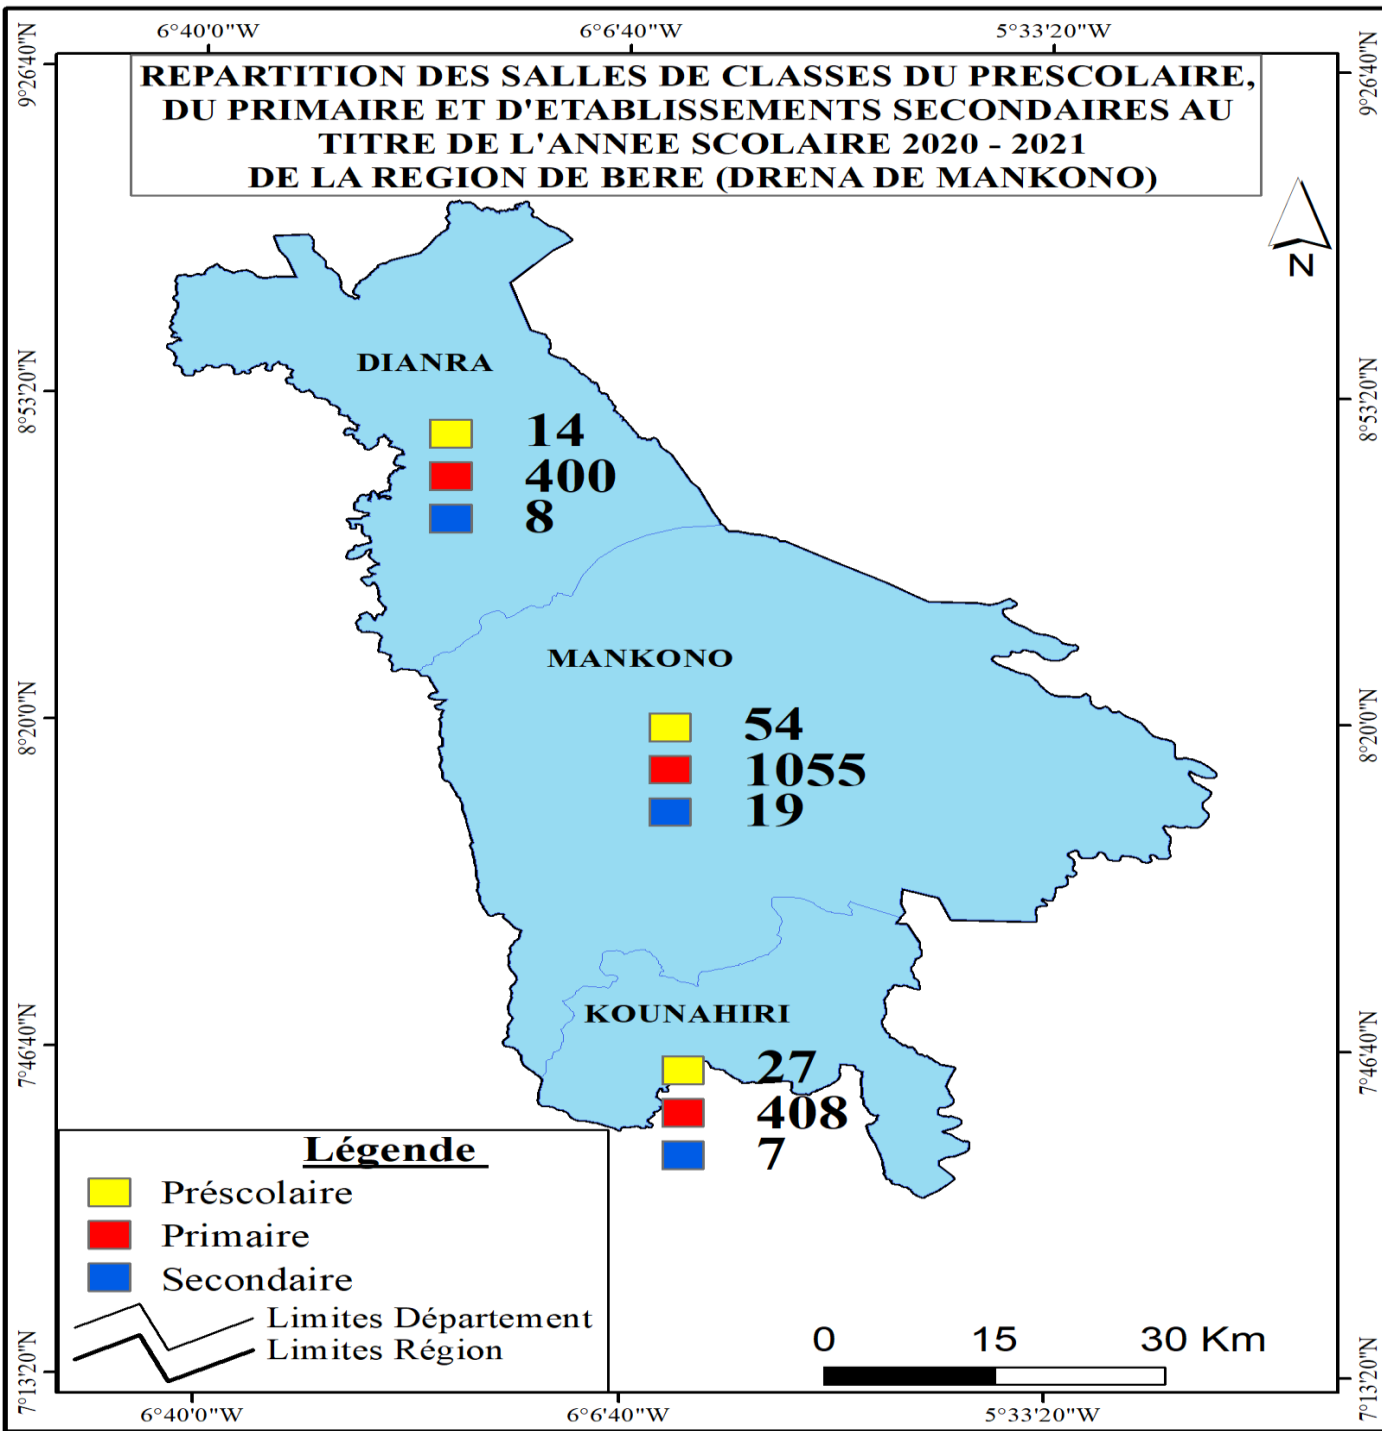 6°40'0"W 6°6'40"W 5°33'20"W
9°26'40"N 9°26'40"N
REPARTITION DES SALLES DE CLASSES DU PRESCOLAIRE,
DU PRIMAIRE ET D'ETABLISSEMENTS SECONDAIRES AU
TITRE DE L'ANNEE SCOLAIRE 2020 - 2021
DE LA REGION DE BERE (DRENA DE MANKONO)
N
DIANRA
8°53'20"N 8°53'20"N
14
400
8
MANKONO
8°20'0"N 8°20'0"N
54
1055
19
KOUNAHIRI
7°46'40"N 7°46'40"N
27
408
7
Légende
Préscolaire
Primaire
Secondaire
Limites Département
Limites Région
0 15 30 Km
7°13'20"N 7°13'20"N
6°40'0"W 6°6'40"W 5°33'20"W